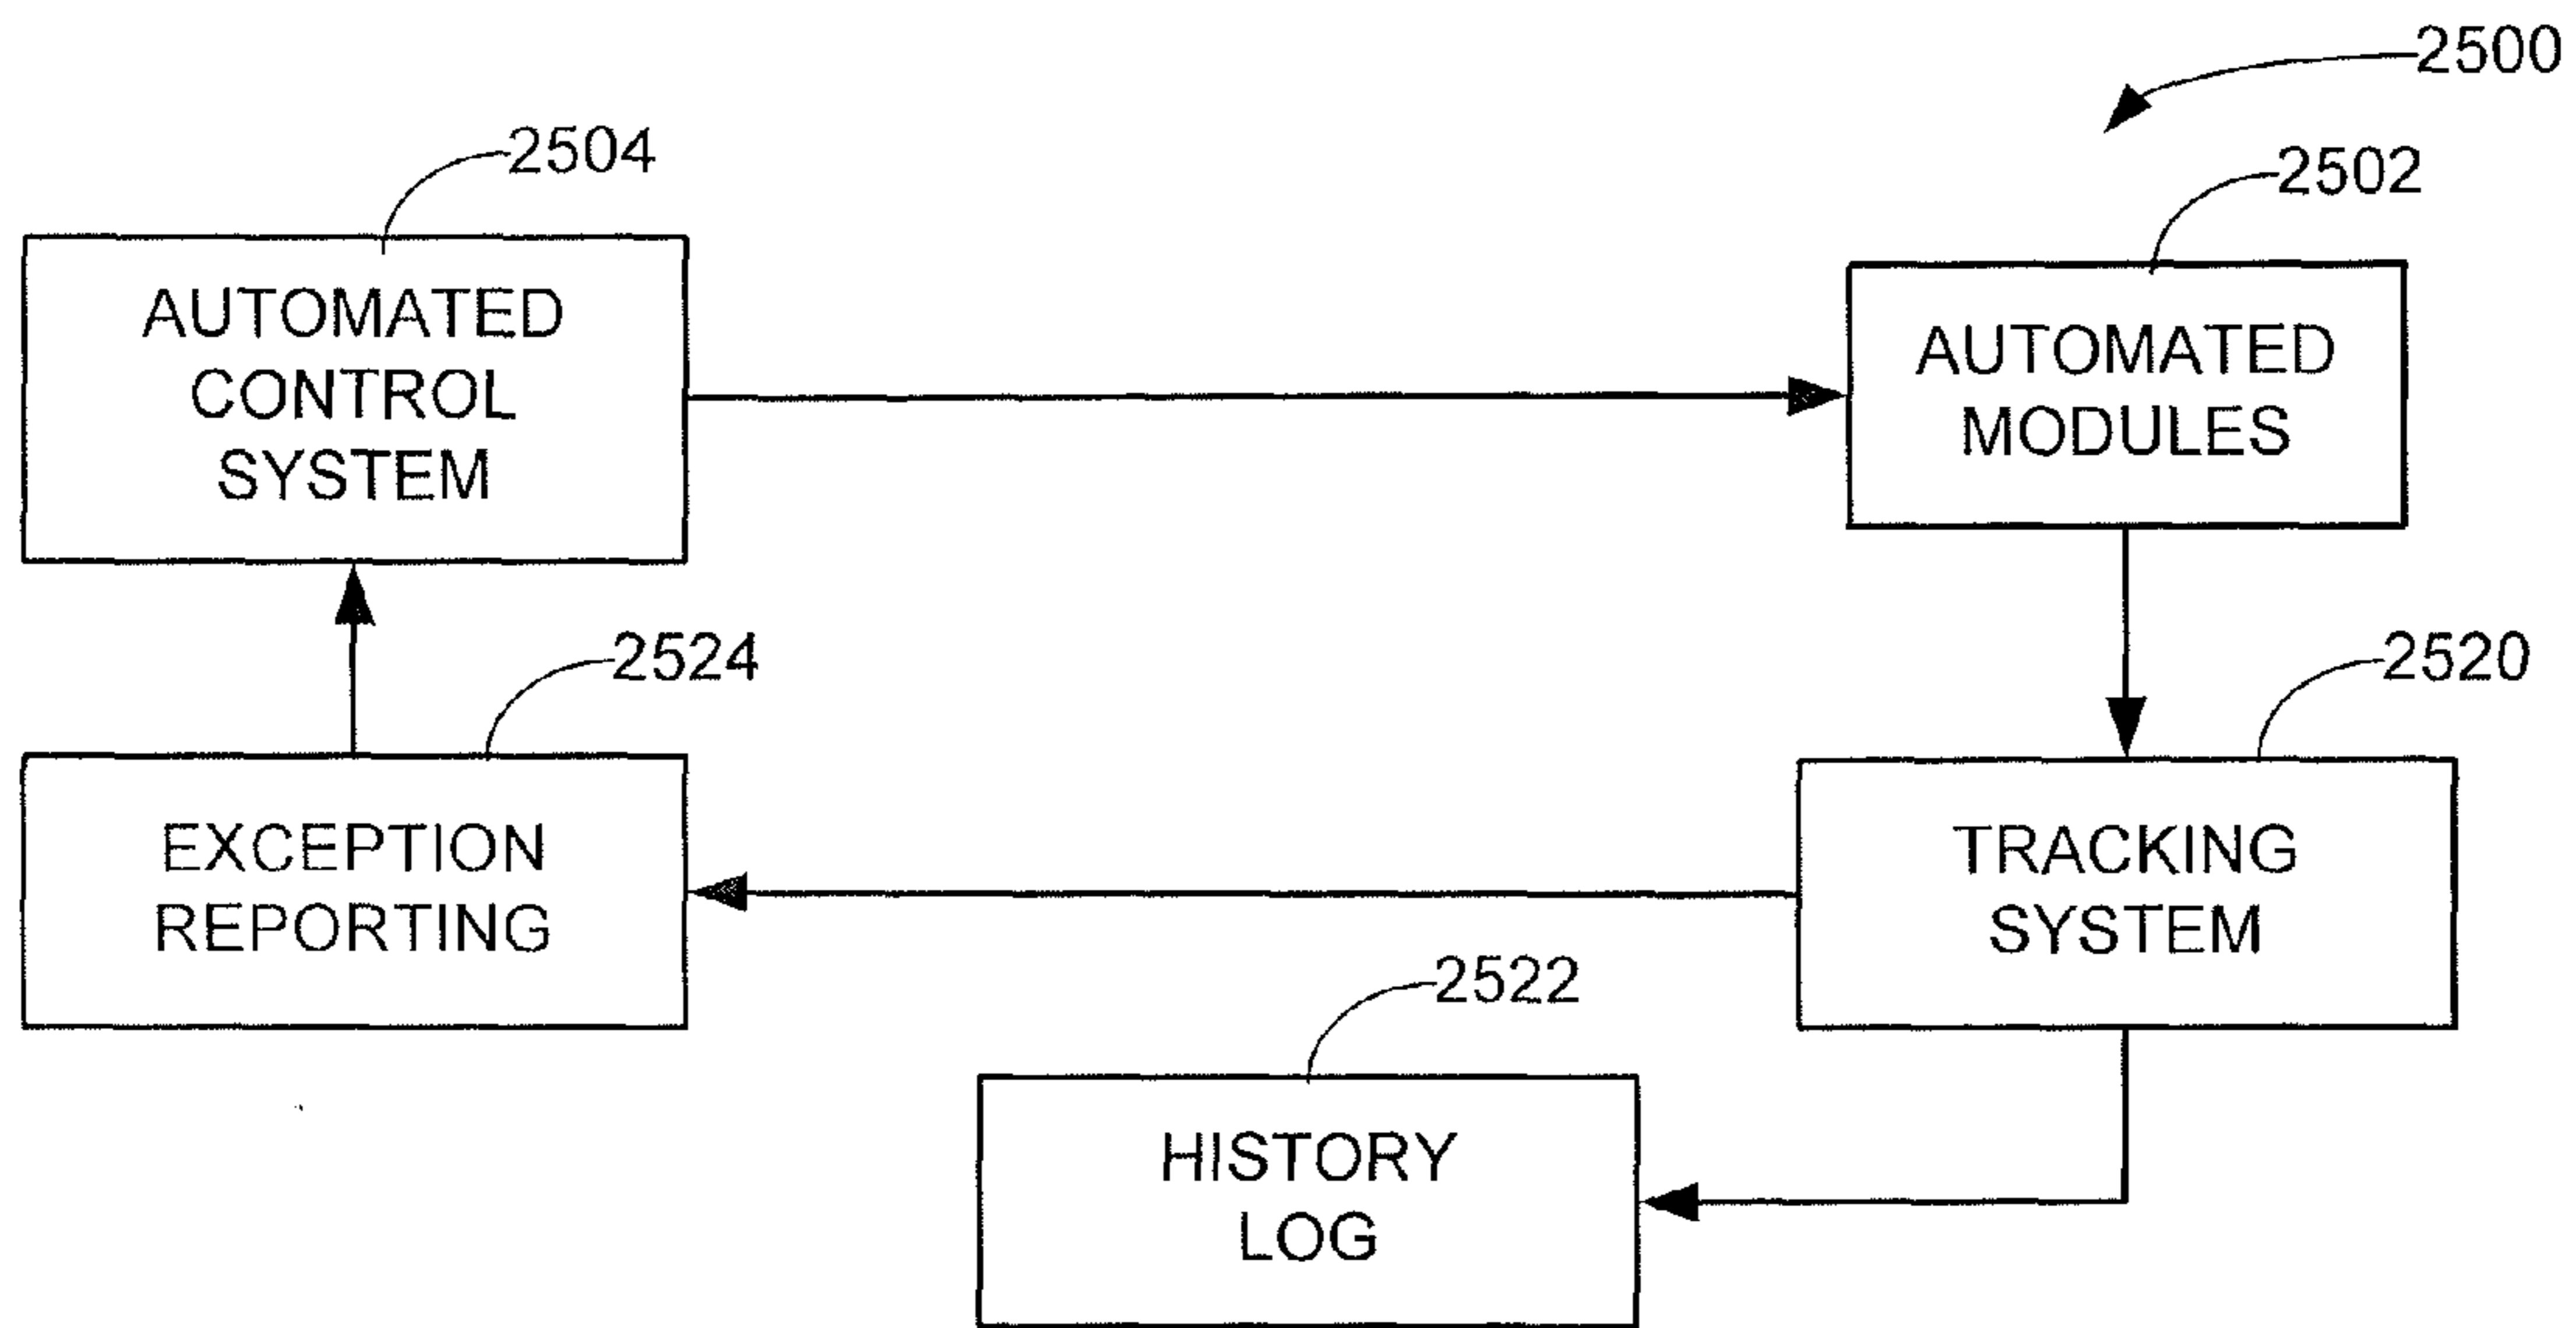 2500
2504
2502
AUTOMATED
CONTROL
SYSTEM
AUTOMATED
MODULES
2524
2520
EXCEPTION
REPORTING
TRACKING
SYSTEM
2522
HISTORY
LOG